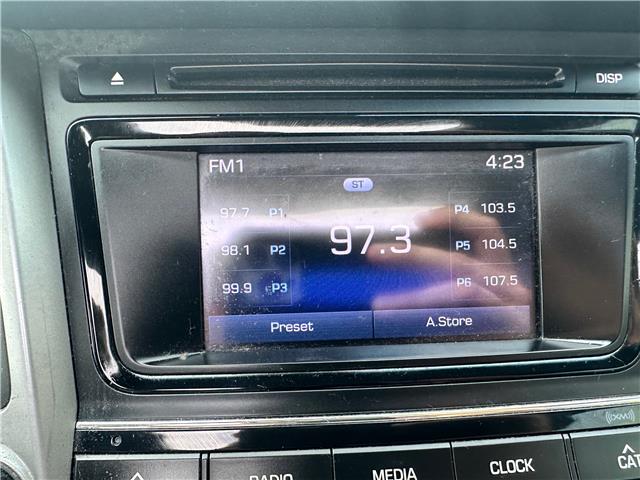 DISP
FM1 4:23
ST
97.7 P1
98.1 P2
99.9 P3
97.3
P4 103.5
P5 104.5
P6 107.5
Preset A.Store
((XM))
RADIO MEDIA CLOCK CAT